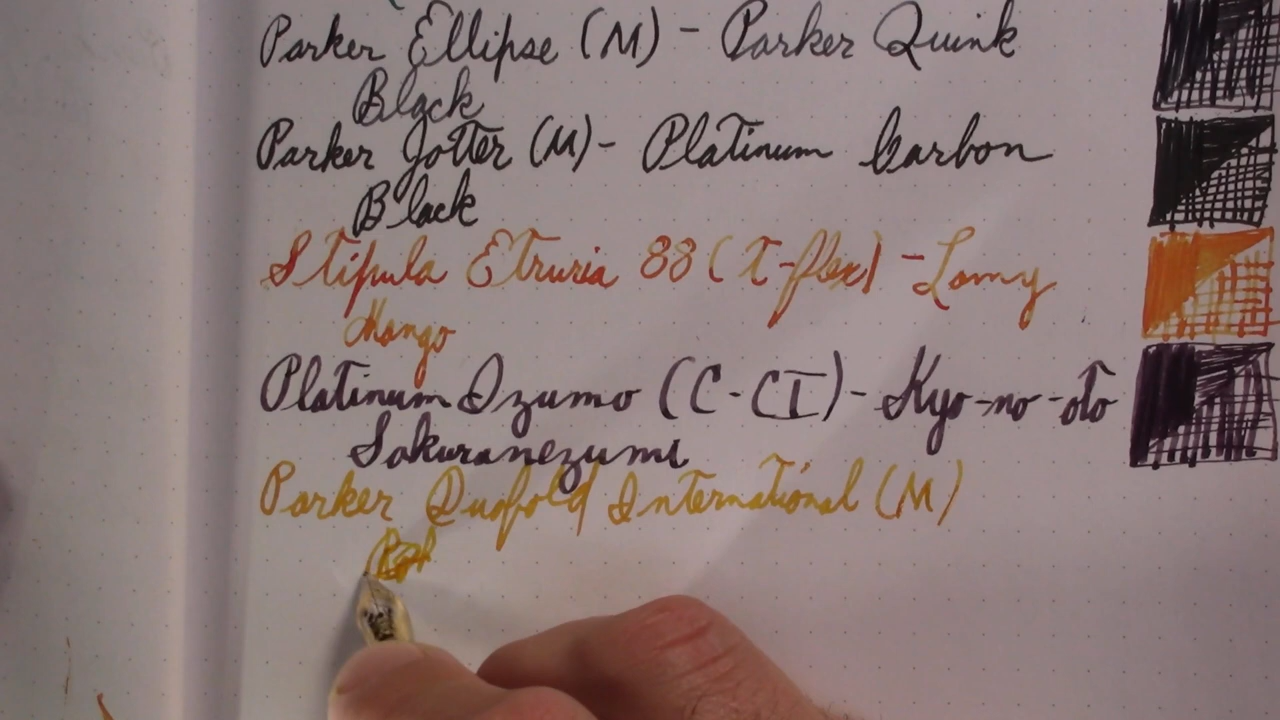 Parker Ellipse (M) - Parker Quink
Black
Parker Jotter (M) - Platinum Carbon
Black
Stipula Etruria 88 (T-flex) - Lamy
Mango
Platinum Izumo (C-CI) - Kyo-no-oto
Sakuranezumi
Parker Duofold International (M)